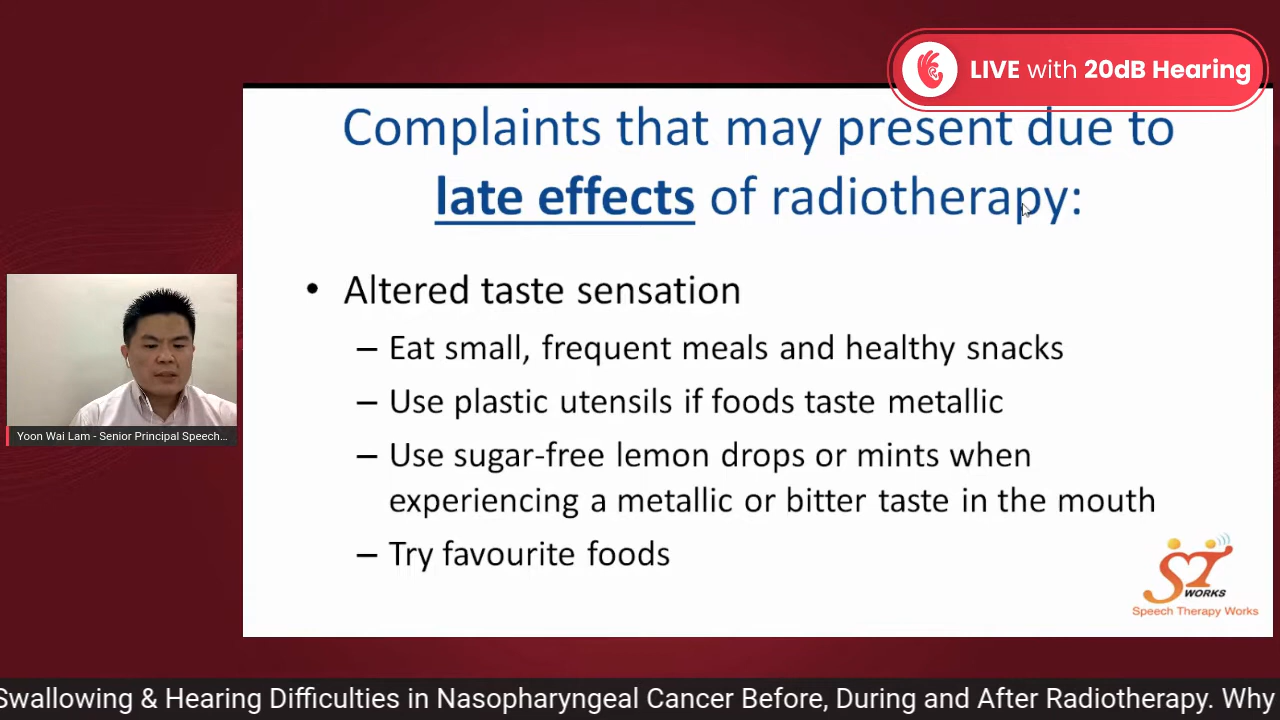 LIVE with 20dB Hearing
Complaints that may present due to
late effects of radiotherapy:
• Altered taste sensation
– Eat small, frequent meals and healthy snacks
– Use plastic utensils if foods taste metallic
– Use sugar-free lemon drops or mints when
experiencing a metallic or bitter taste in the mouth
– Try favourite foods
Yoon Wai Lam - Senior Principal Speech...
ST
WORKS
Speech Therapy Works
Swallowing & Hearing Difficulties in Nasopharyngeal Cancer Before, During and After Radiotherapy. Why